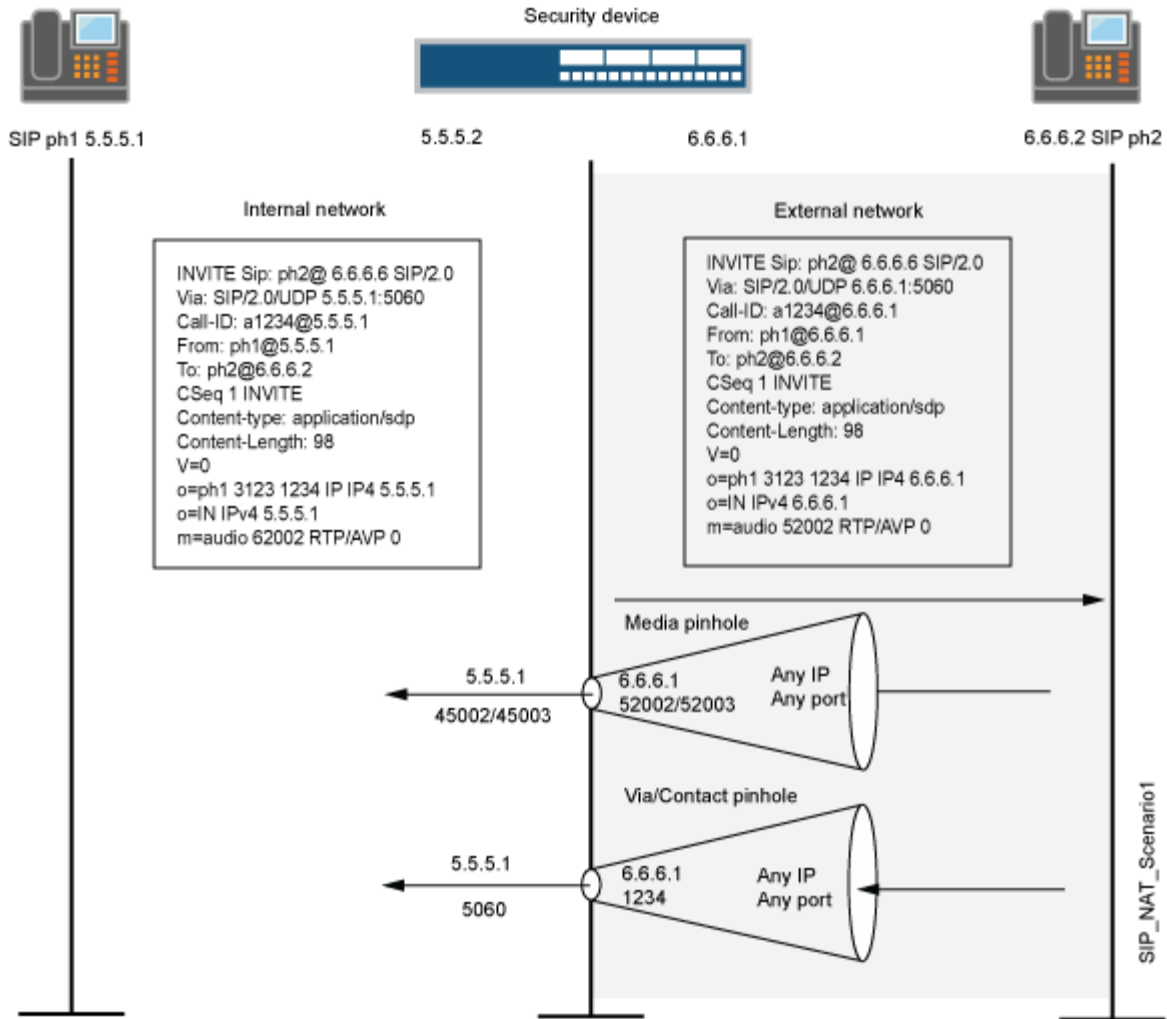 Security device
SIP ph1 5.5.5.1
5.5.5.2
6.6.6.1
6.6.6.2 SIP ph2
Internal network
INVITE Sip: ph2@ 6.6.6.6 SIP/2.0
Via: SIP/2.0/UDP 5.5.5.1:5060
Call-ID: a1234@5.5.5.1
From: ph1@5.5.5.1
To: ph2@6.6.6.2
CSeq 1 INVITE
Content-type: application/sdp
Content-Length: 98
V=0
o=ph1 3123 1234 IP IP4 5.5.5.1
o=IN IPv4 5.5.5.1
m=audio 62002 RTP/AVP 0
External network
INVITE Sip: ph2@ 6.6.6.6 SIP/2.0
Via: SIP/2.0/UDP 6.6.6.1:5060
Call-ID: a1234@6.6.6.1
From: ph1@6.6.6.1
To: ph2@6.6.6.2
CSeq 1 INVITE
Content-type: application/sdp
Content-Length: 98
V=0
o=ph1 3123 1234 IP IP4 6.6.6.1
o=IN IPv4 6.6.6.1
m=audio 52002 RTP/AVP 0
Media pinhole
5.5.5.1
45002/45003
6.6.6.1
52002/52003
Any IP
Any port
Via/Contact pinhole
5.5.5.1
5060
6.6.6.1
1234
Any IP
Any port
SIP_NAT_Scenario1